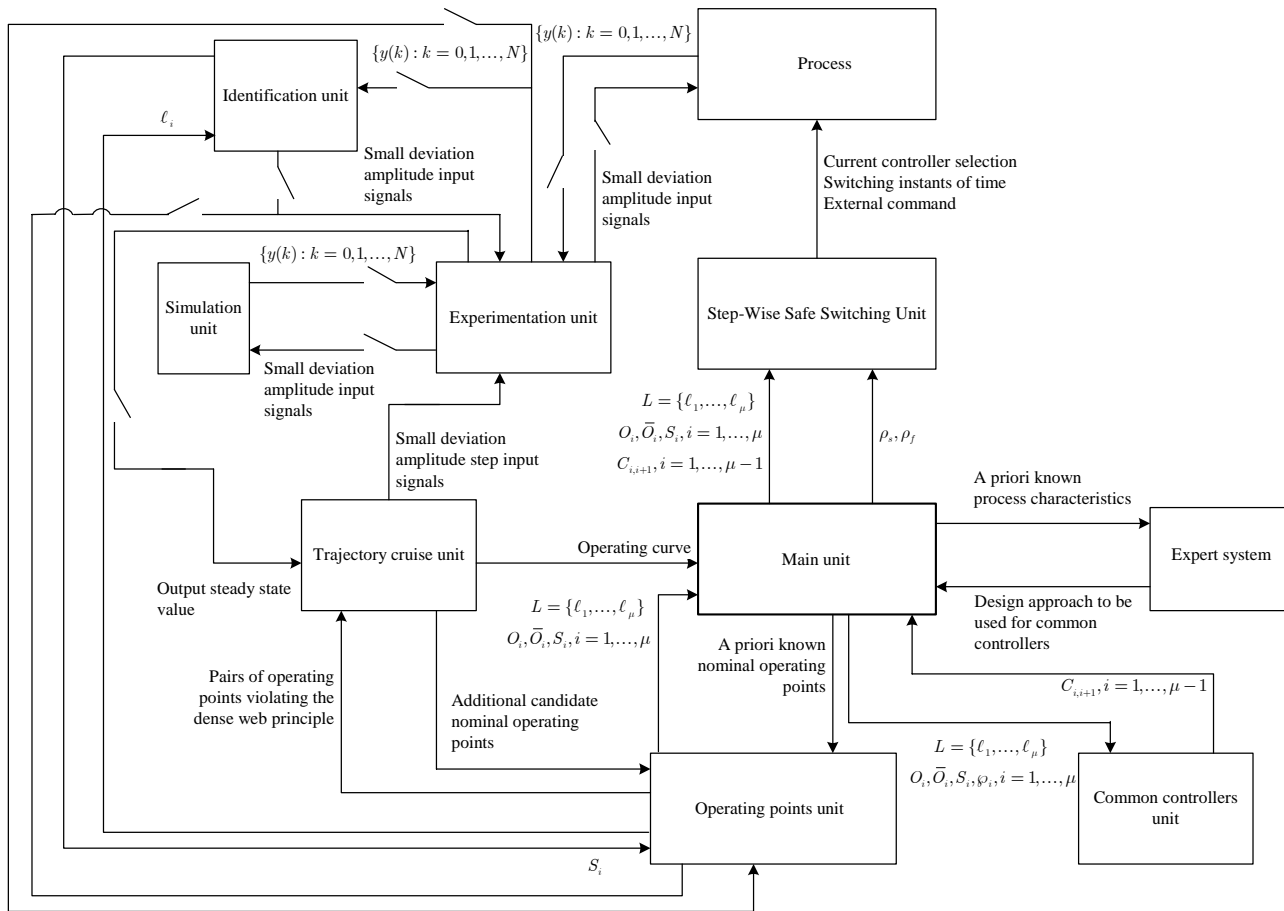 {y(k) : k = 0,1,…, N}
{y(k) : k = 0,1,…, N}
Process
Identification unit
ℓ_i
Small deviation
amplitude input
signals
Small deviation
amplitude input
signals
Current controller selection
Switching instants of time
External command
{y(k) : k = 0,1,…, N}
Simulation
unit
Experimentation unit
Step-Wise Safe Switching Unit
Small deviation
amplitude input
signals
L = {ℓ_1,…,ℓ_μ}
O_i, O̅_i, S_i, i = 1,…, μ
C_{i,i+1}, i = 1,…, μ − 1
ρ_s, ρ_f
Small deviation
amplitude step input
signals
A priori known
process characteristics
Trajectory cruise unit
Operating curve
Main unit
Expert system
Output steady state
value
L = {ℓ_1,…,ℓ_μ}
O_i, O̅_i, S_i, i = 1,…, μ
Design approach to be
used for common
controllers
A priori known
nominal operating
points
Pairs of operating
points violating the
dense web principle
Additional candidate
nominal operating
points
C_{i,i+1}, i = 1,…, μ − 1
L = {ℓ_1,…,ℓ_μ}
O_i, O̅_i, S_i, ℘_i, i = 1,…, μ
Operating points unit
Common controllers
unit
S_i